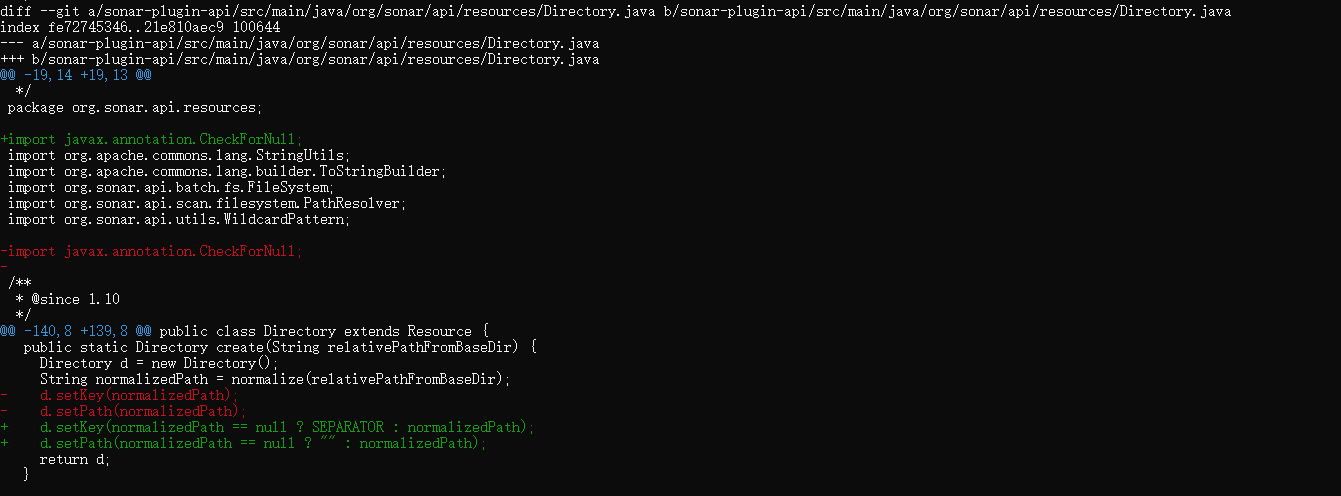 diff --git a/sonar-plugin-api/src/main/java/org/sonar/api/resources/Directory.java b/sonar-plugin-api/src/main/java/org/sonar/api/resources/Directory.java
index fe72745346..21e810aec9 100644
--- a/sonar-plugin-api/src/main/java/org/sonar/api/resources/Directory.java
+++ b/sonar-plugin-api/src/main/java/org/sonar/api/resources/Directory.java
@@ -19,14 +19,13 @@
  */
 package org.sonar.api.resources;

+import javax.annotation.CheckForNull;
 import org.apache.commons.lang.StringUtils;
 import org.apache.commons.lang.builder.ToStringBuilder;
 import org.sonar.api.batch.fs.FileSystem;
 import org.sonar.api.scan.filesystem.PathResolver;
 import org.sonar.api.utils.WildcardPattern;

-import javax.annotation.CheckForNull;
-
 /**
  * @since 1.10
  */
@@ -140,8 +139,8 @@ public class Directory extends Resource {
   public static Directory create(String relativePathFromBaseDir) {
     Directory d = new Directory();
     String normalizedPath = normalize(relativePathFromBaseDir);
-    d.setKey(normalizedPath);
-    d.setPath(normalizedPath);
+    d.setKey(normalizedPath == null ? SEPARATOR : normalizedPath);
+    d.setPath(normalizedPath == null ? "" : normalizedPath);
     return d;
   }